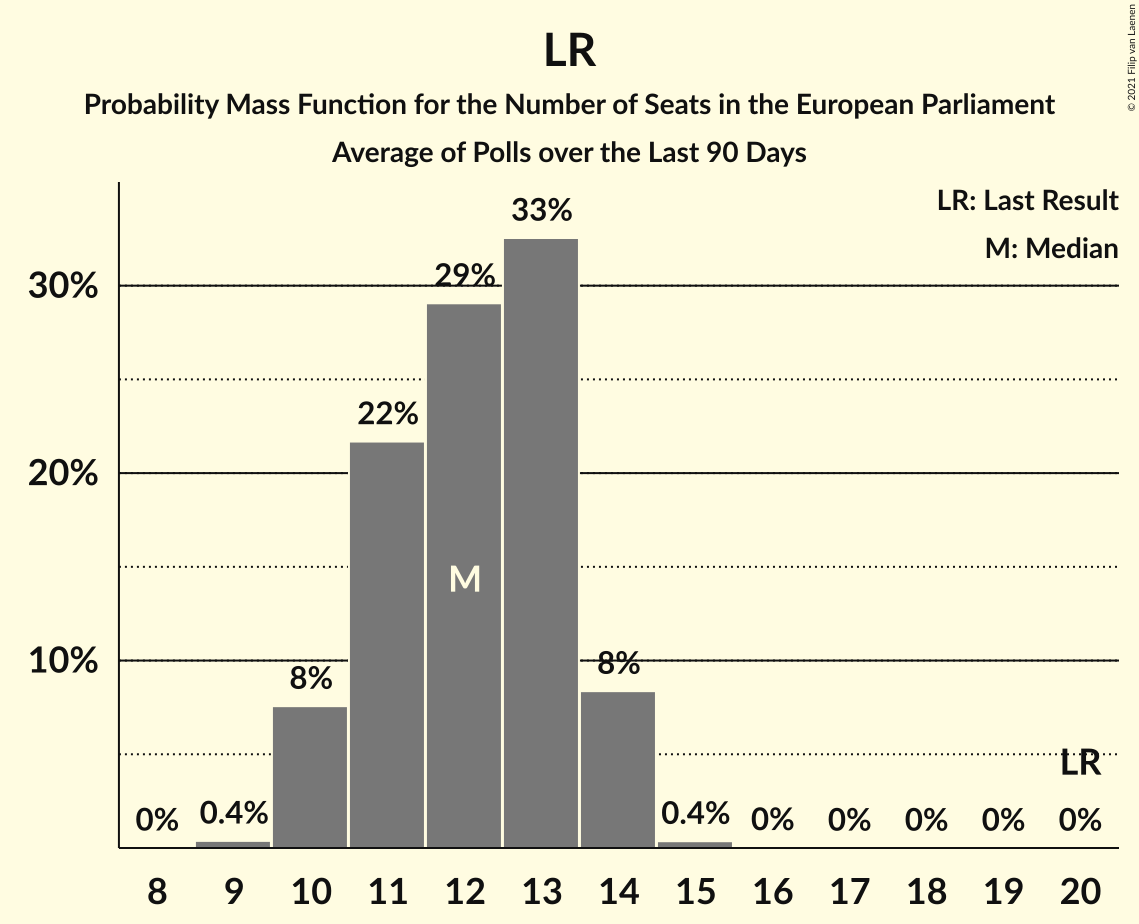 LR
Probability Mass Function for the Number of Seats in the European Parliament
Average of Polls over the Last 90 Days
© 2021 Filip van Laenen
LR: Last Result
M: Median
30%
20%
10%
0%
0.4%
8%
22%
29%
33%
8%
0.4%
0%
0%
0%
0%
0%
M
LR
8 9 10 11 12 13 14 15 16 17 18 19 20